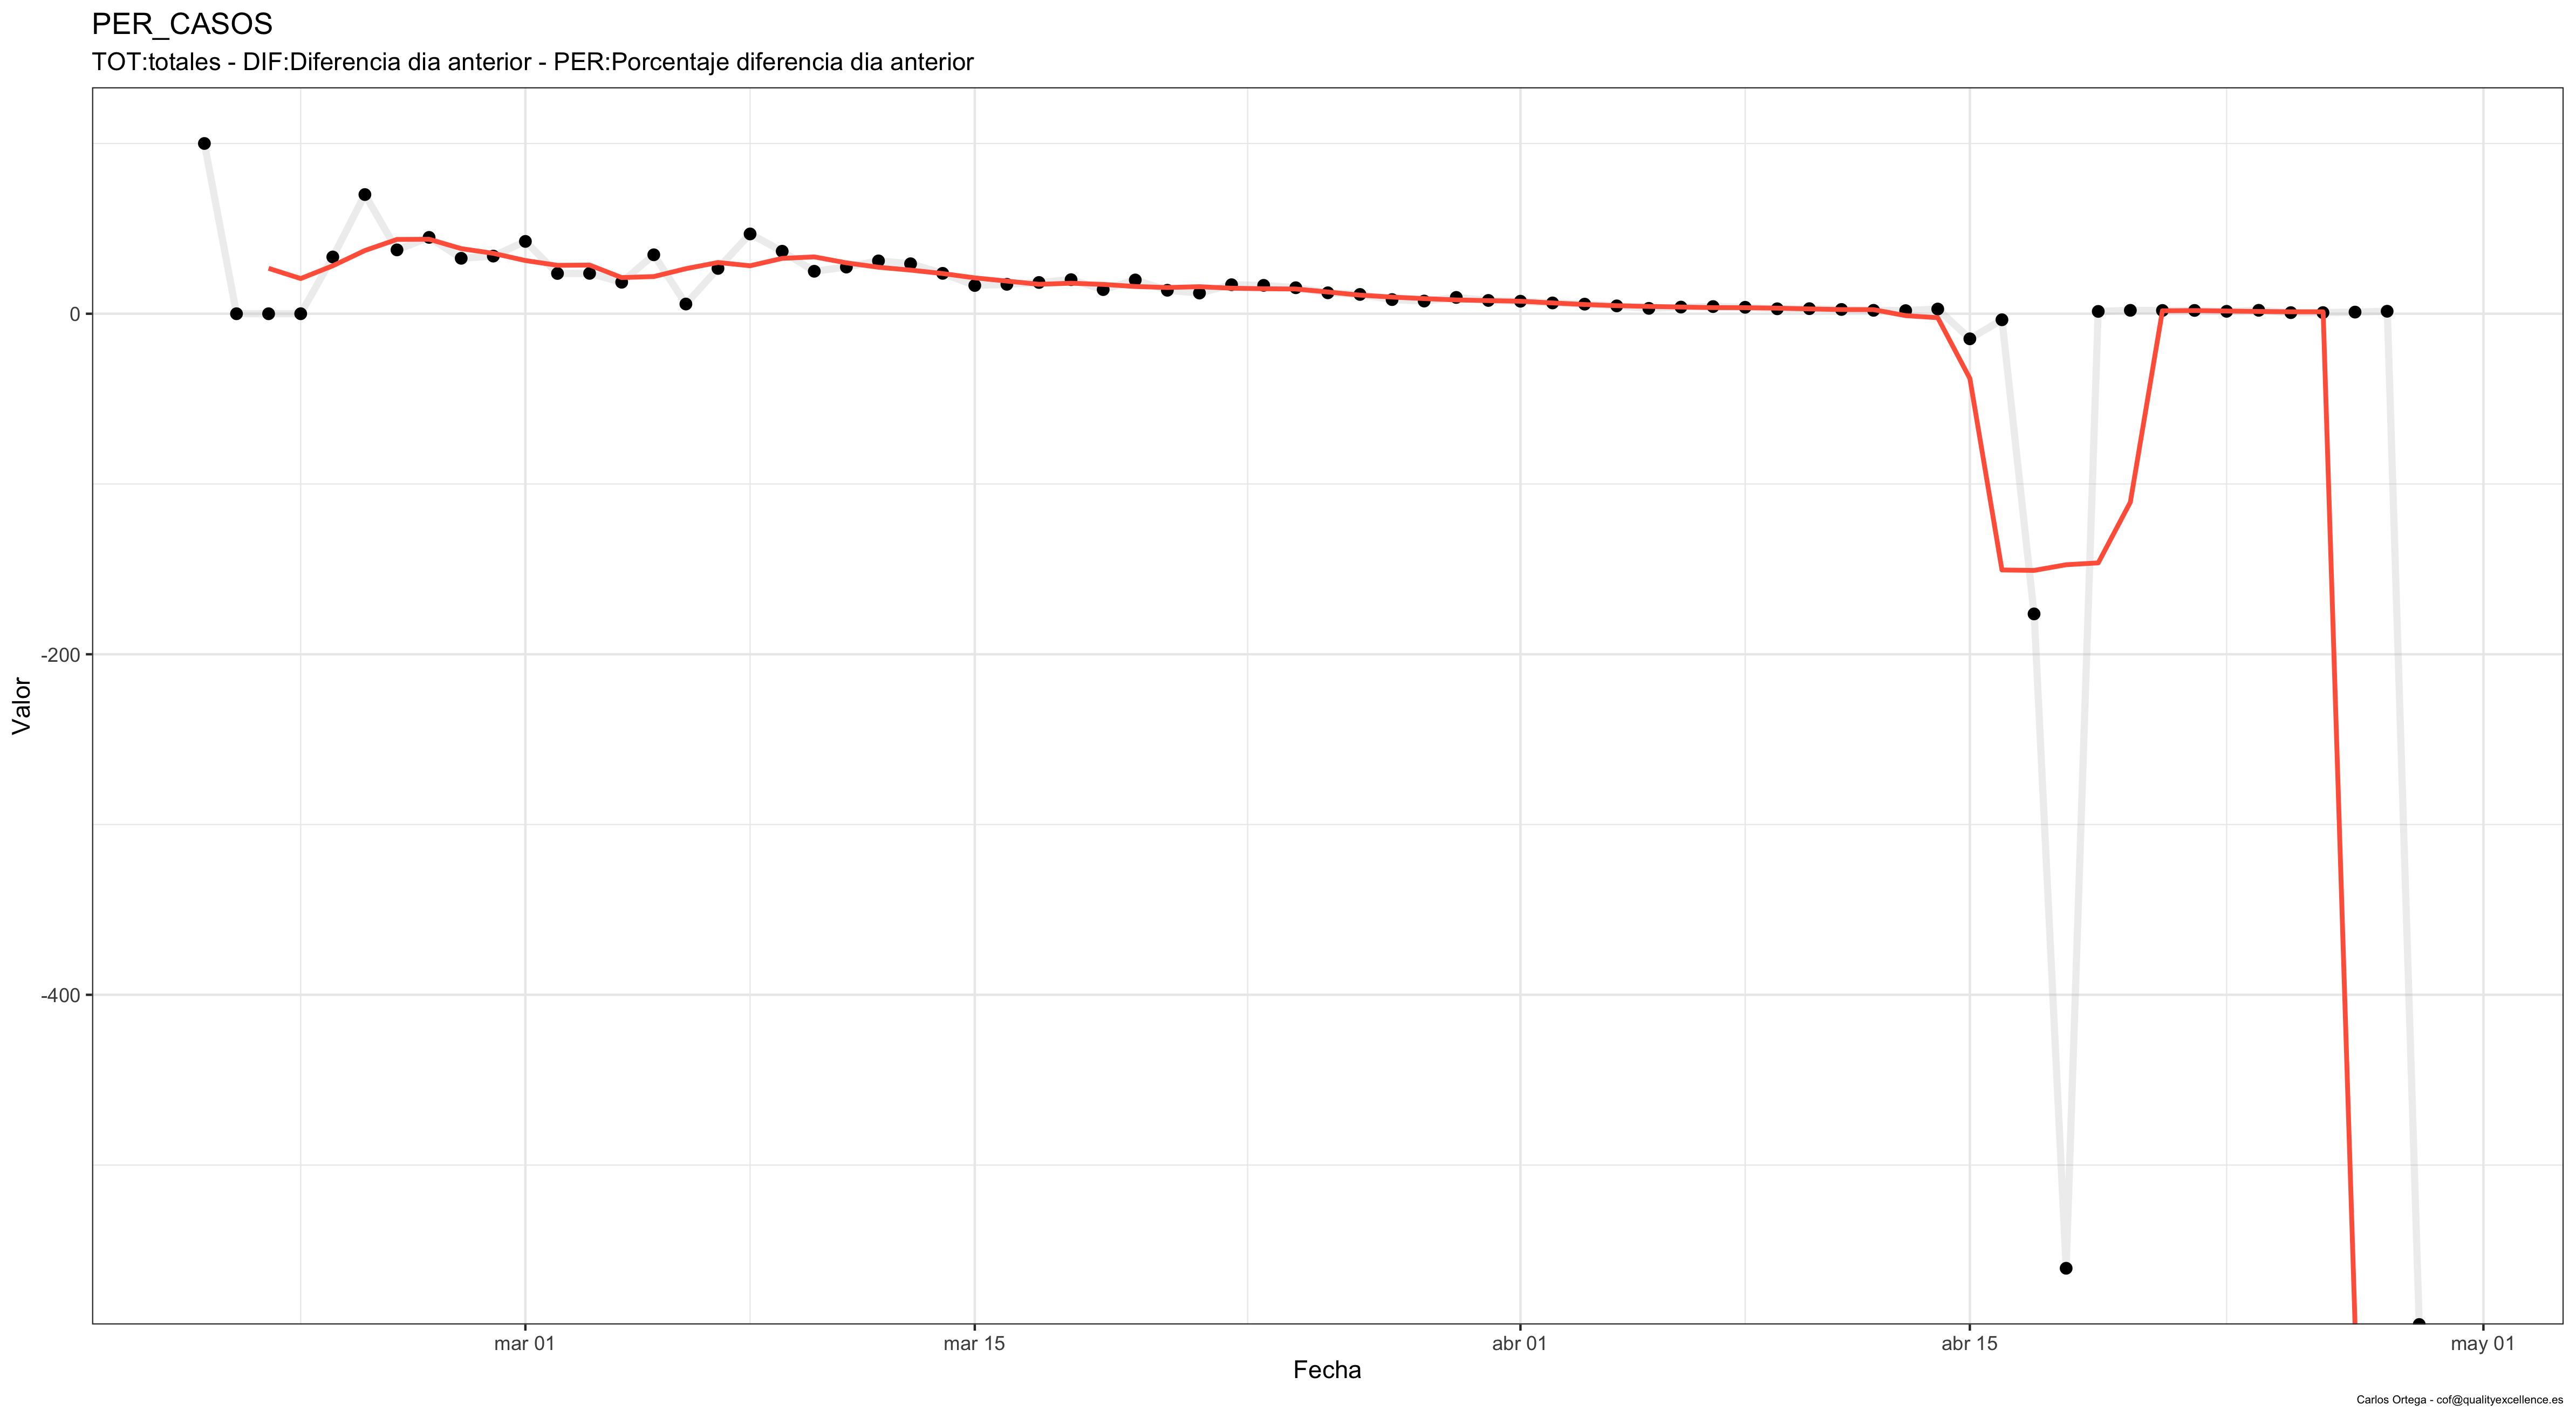 PER_CASOS
TOT:totales - DIF:Diferencia dia anterior - PER:Porcentaje diferencia dia anterior
Valor
0
-200
-400
mar 01
mar 15
abr 01
abr 15
may 01
Fecha
Carlos Ortega - cof@qualityexcellence.es